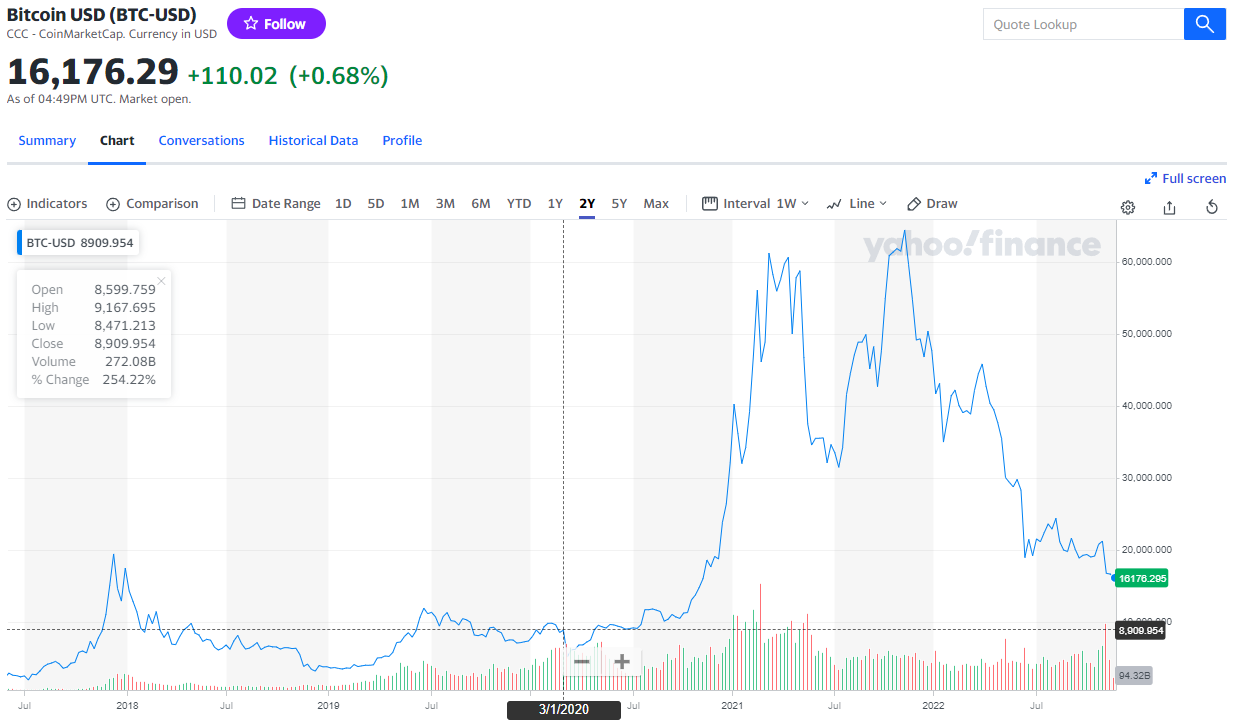 Bitcoin USD (BTC-USD)
Follow
CCC - CoinMarketCap. Currency in USD
Quote Lookup
16,176.29 +110.02 (+0.68%)
As of 04:49PM UTC. Market open.
Summary Chart Conversations Historical Data Profile
Full screen
Indicators Comparison Date Range 1D 5D 1M 3M 6M YTD 1Y 2Y 5Y Max Interval 1W Line Draw
BTC-USD 8909.954
yahoo!finance
Open 8,599.759
High 9,167.695
Low 8,471.213
Close 8,909.954
Volume 272.08B
% Change 254.22%
60,000.000
50,000.000
40,000.000
30,000.000
20,000.000
16176.295
8,909.954
94.32B
Jul 2018 Jul 2019 Jul Jul 2021 Jul 2022 Jul
3/1/2020